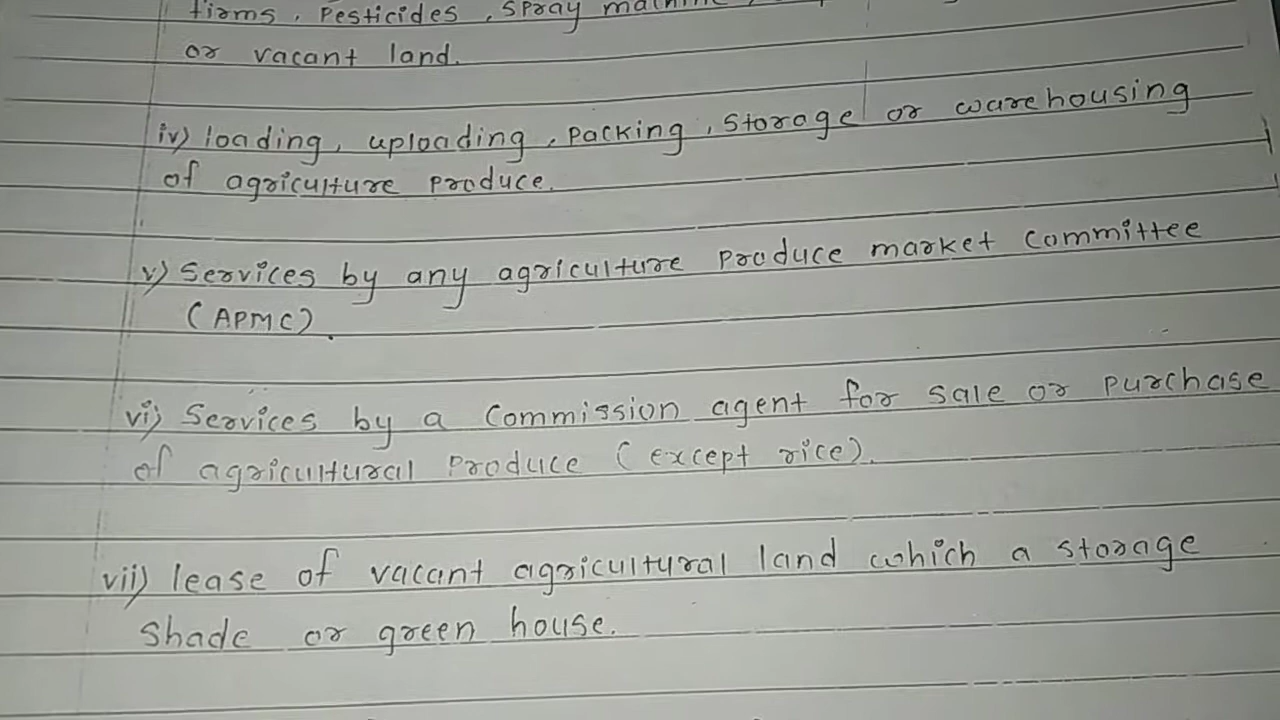 firms, Pesticides, spray machine
or vacant land.
iv) loading, uploading, Packing, Storage or warehousing
of agriculture produce.
v) Services by any agriculture produce market Committee
(APMC).
vi) Services by a Commission agent for sale or purchase
of agricultural Produce (except rice).
vii) lease of vacant agricultural land which a storage
Shade or green house.